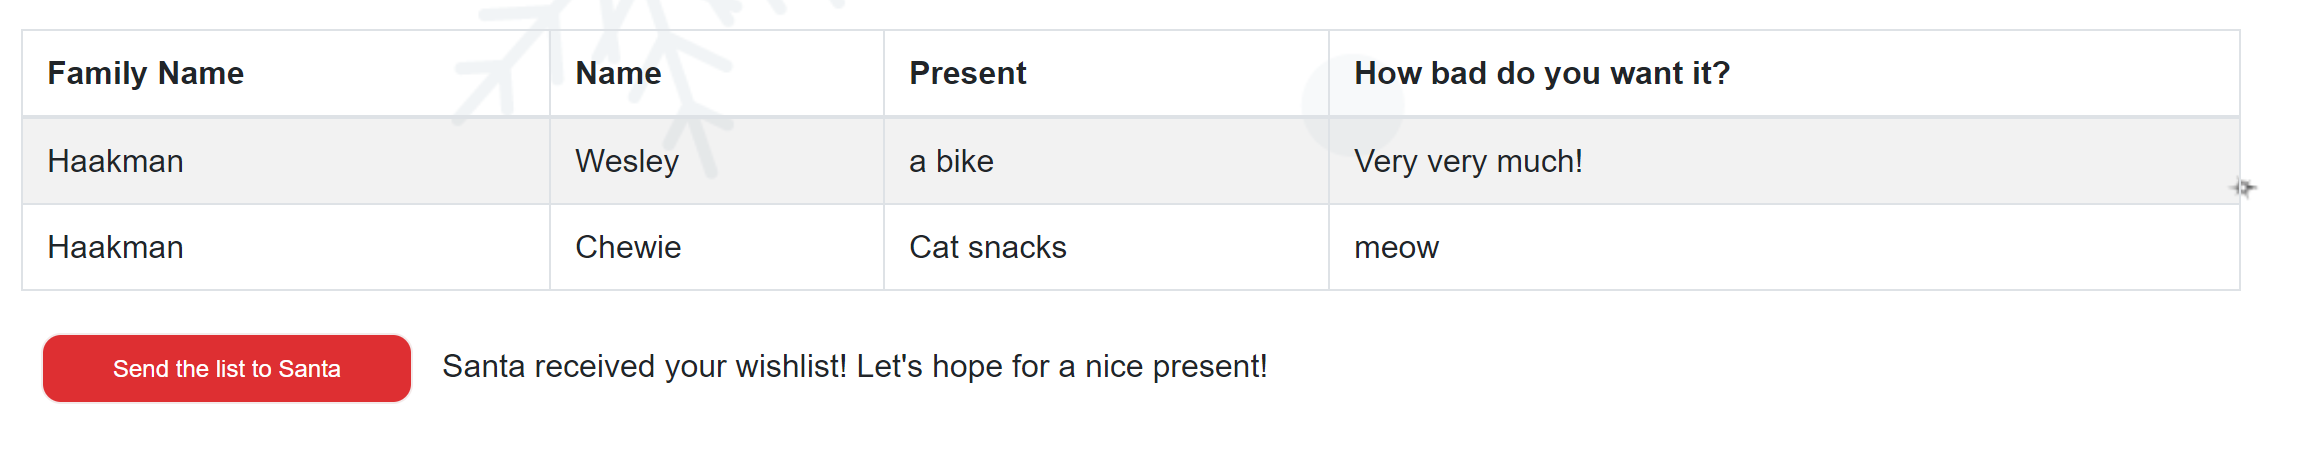 Family Name Name Present How bad do you want it?
Haakman Wesley a bike Very very much!
Haakman Chewie Cat snacks meow
Send the list to Santa Santa received your wishlist! Let's hope for a nice present!